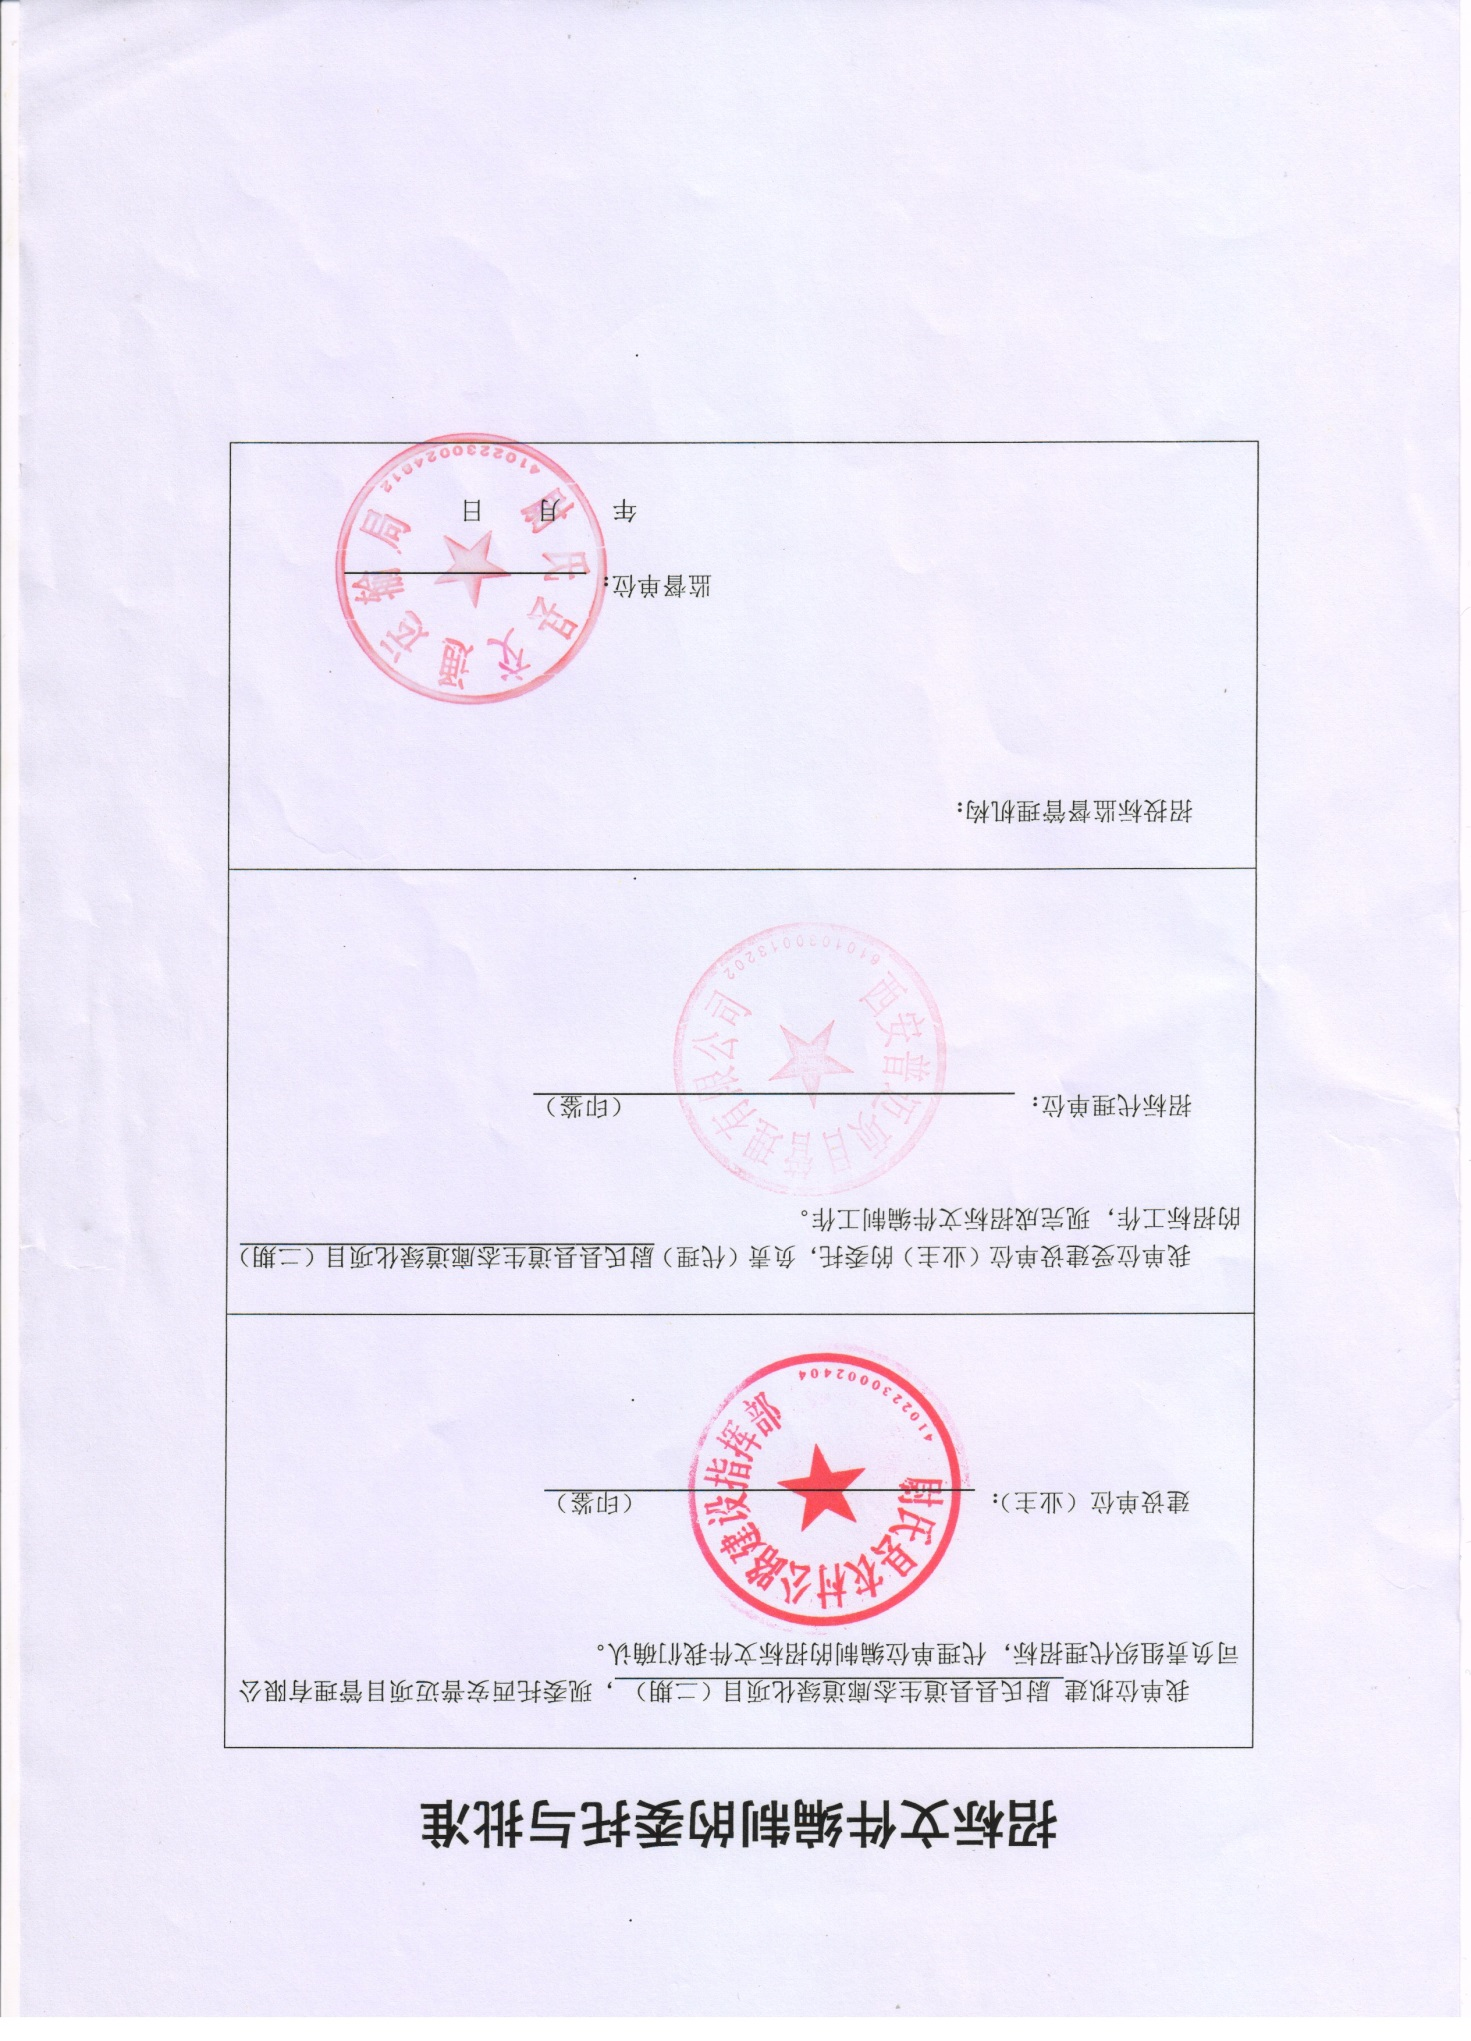 招标文件编制的委托与批准
我单位拟建 尉氏县县道生态廊道绿化项目（二期），现委托西安普迈项目管理有限公
司负责组织代理招标，代理单位编制的招标文件我们确认。
建设单位（业主）：
（印鉴）
尉氏县农村公路建设指挥部
4102230002404
我单位受建设单位（业主）的委托，负责（代理）尉氏县县道生态廊道绿化项目（二期）
的招标工作，现完成招标文件编制工作。
招标代理单位：
（印鉴）
西安普迈项目管理有限公司
6101030013202
招投标监督管理机构：
监督单位：
年 月 日
尉氏县交通运输局
4102230024812